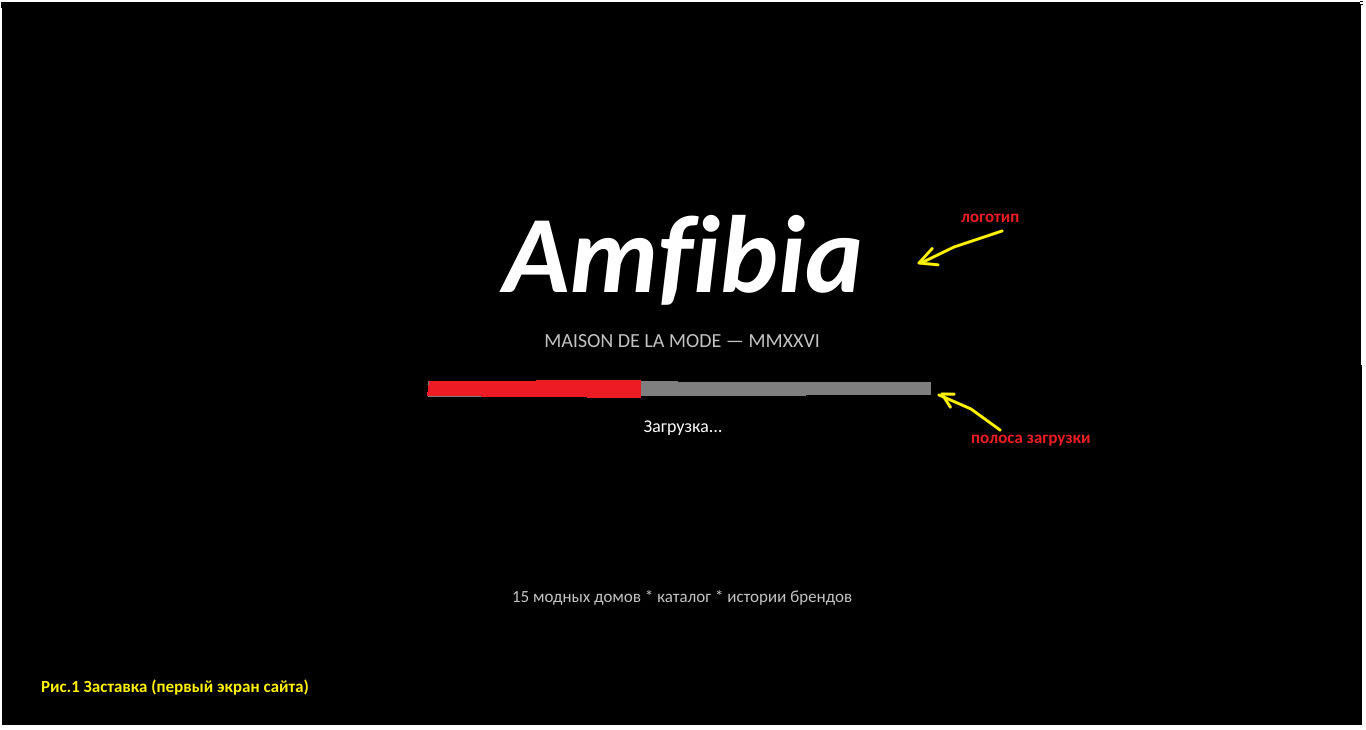 логотип
Amfibia
MAISON DE LA MODE — MMXXVI
Загрузка...
полоса загрузки
15 модных домов * каталог * истории брендов
Рис.1 Заставка (первый экран сайта)